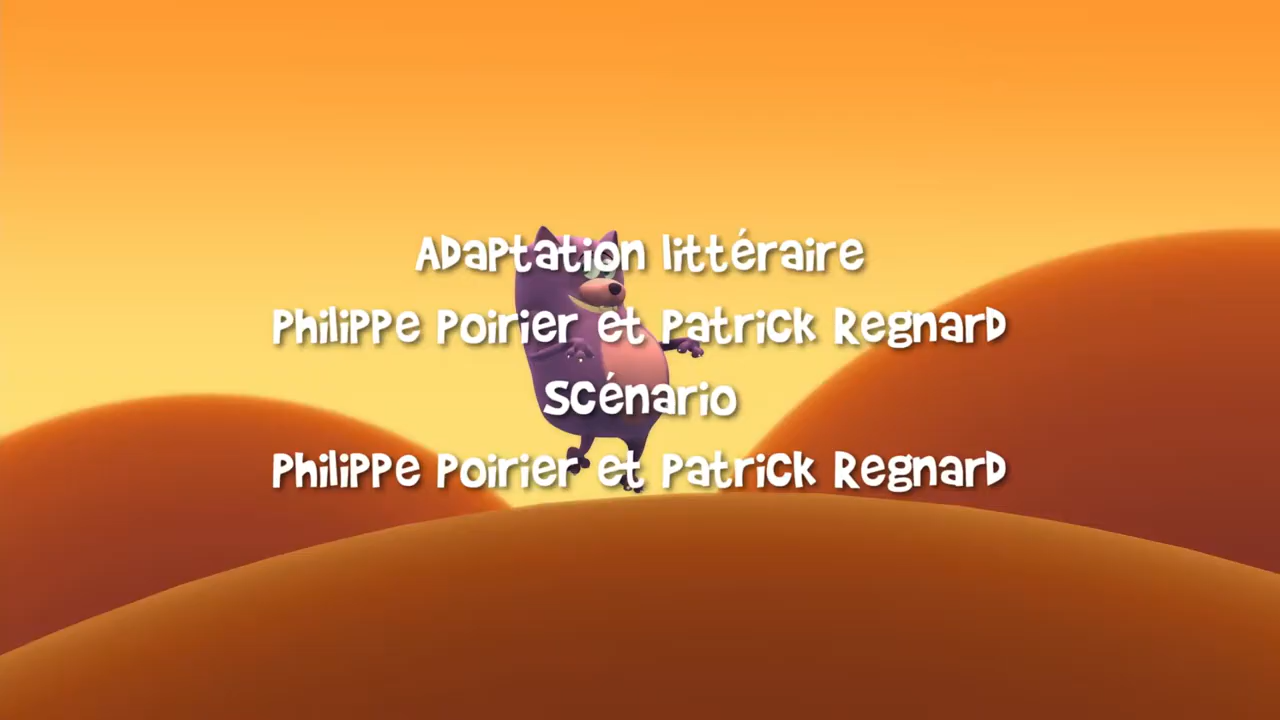 Adaptation littéraire
Philippe Poirier et Patrick Regnard
Scénario
Philippe Poirier et Patrick Regnard